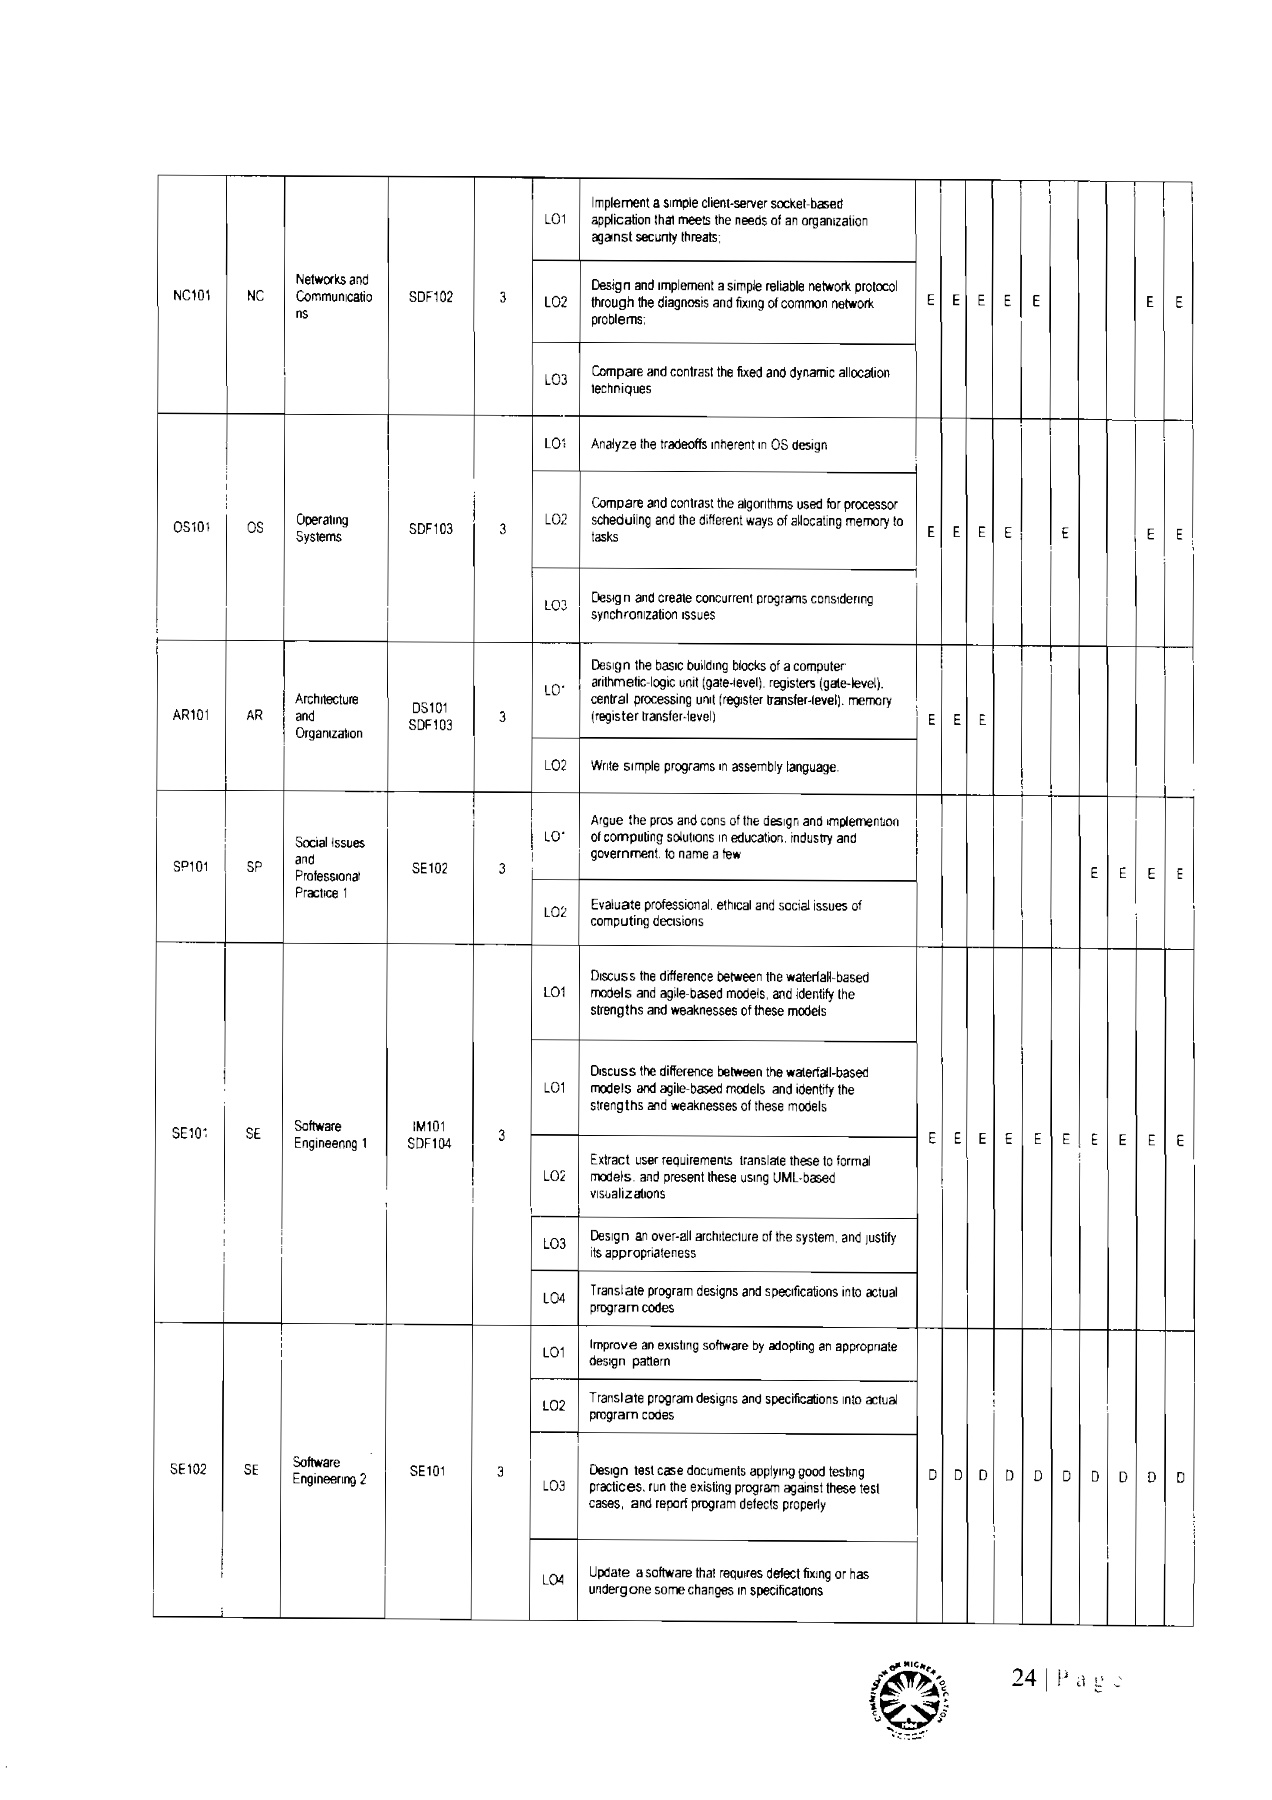 LO1 Implement a simple client-server socket-based
application that meets the needs of an organization
against security threats;
NC101 NC Networks and
Communicatio
ns SDF102 3
LO2 Design and implement a simple reliable network protocol
through the diagnosis and fixing of common network
problems; E E E E E E E
LO3 Compare and contrast the fixed and dynamic allocation
techniques
LO1 Analyze the tradeoffs inherent in OS design
OS101 OS Operating
Systems SDF103 3
LO2 Compare and contrast the algorithms used for processor
scheduling and the different ways of allocating memory to
tasks E E E E E E E
LO3 Design and create concurrent programs considering
synchronization issues
AR101 AR Architecture
and
Organization DS101
SDF103 3
LO1 Design the basic building blocks of a computer
arithmetic-logic unit (gate-level), registers (gate-level),
central processing unit (register transfer-level), memory
(register transfer-level) E E E
LO2 Write simple programs in assembly language.
SP101 SP Social Issues
and
Professional
Practice 1 SE102 3
LO1 Argue the pros and cons of the design and implemention
of computing solutions in education, industry and
government, to name a few E E E E
LO2 Evaluate professional, ethical and social issues of
computing decisions
SE101 SE Software
Engineering 1 IM101
SDF104 3
LO1 Discuss the difference between the waterfall-based
models and agile-based models, and identify the
strengths and weaknesses of these models
LO1 Discuss the difference between the waterfall-based
models and agile-based models and identify the
strengths and weaknesses of these models
E E E E E E E E E E
LO2 Extract user requirements translate these to formal
models, and present these using UML-based
visualizations
LO3 Design an over-all architecture of the system, and justify
its appropriateness
LO4 Translate program designs and specifications into actual
program codes
SE102 SE Software
Engineering 2 SE101 3
LO1 Improve an existing software by adopting an appropriate
design pattern
LO2 Translate program designs and specifications into actual
program codes
LO3 Design test case documents applying good testing
practices, run the existing program against these test
cases, and report program defects properly
D D D D D D D D D D
LO4 Update a software that requires defect fixing or has
undergone some changes in specifications
COMMISSION ON HIGHER EDUCATION
1994
24 | Page